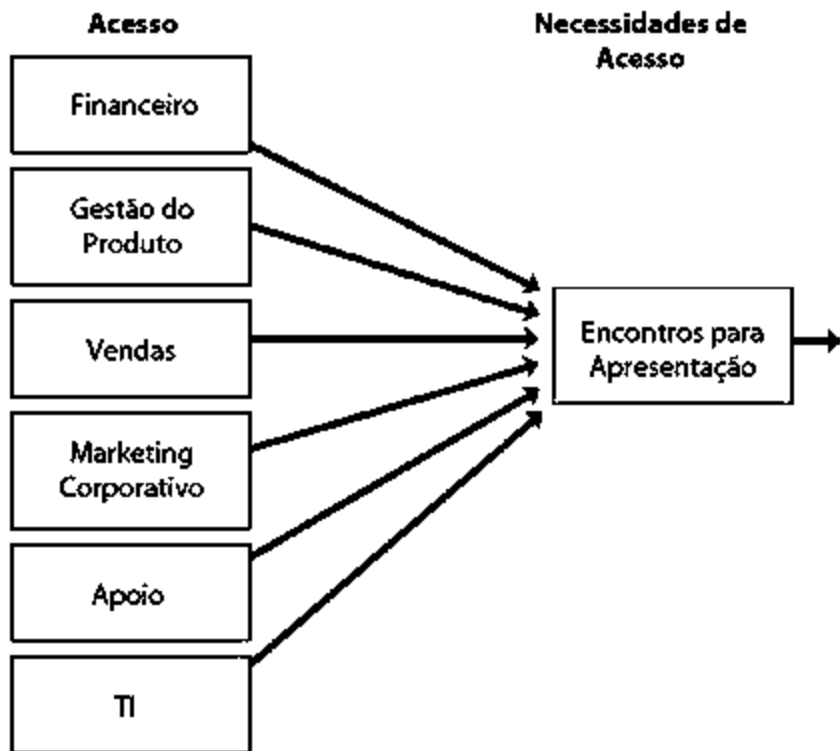 Acesso
Necessidades de
Acesso
Financeiro
Gestão do
Produto
Vendas
Marketing
Corporativo
Apoio
TI
Encontros para
Apresentação